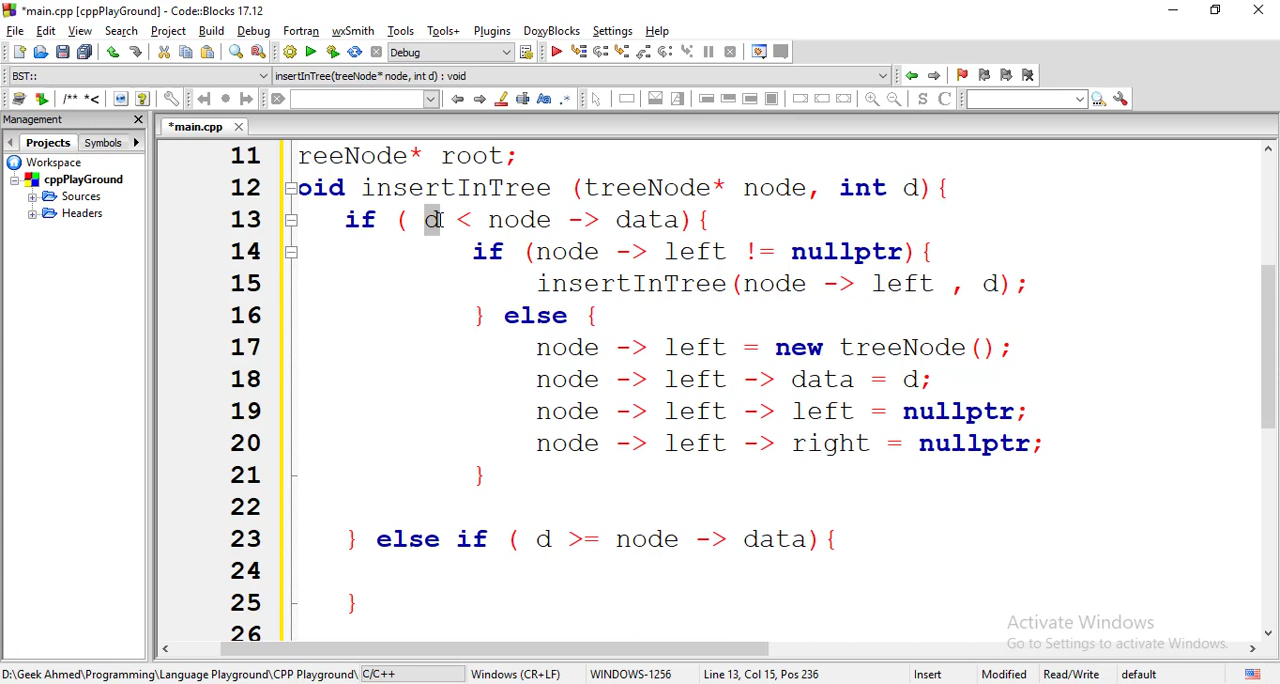 *main.cpp [cppPlayGround] - Code::Blocks 17.12
File Edit View Search Project Build Debug Fortran wxSmith Tools Tools+ Plugins DoxyBlocks Settings Help
Debug
BST:: insertInTree(treeNode* node, int d) : void
/** *<
S C
Management
*main.cpp
Projects Symbols
Workspace
cppPlayGround
Sources
Headers
11 reeNode* root;
12 oid insertInTree (treeNode* node, int d){
13 if ( d < node -> data){
14 if (node -> left != nullptr){
15 insertInTree(node -> left , d);
16 } else {
17 node -> left = new treeNode();
18 node -> left -> data = d;
19 node -> left -> left = nullptr;
20 node -> left -> right = nullptr;
21 }
22
23 } else if ( d >= node -> data){
24
25 }
26
Activate Windows
Go to Settings to activate Windows.
D:\Geek Ahmed\Programming\Language Playground\CPP Playground\ C/C++ Windows (CR+LF) WINDOWS-1256 Line 13, Col 15, Pos 239 Insert Modified Read/Write default